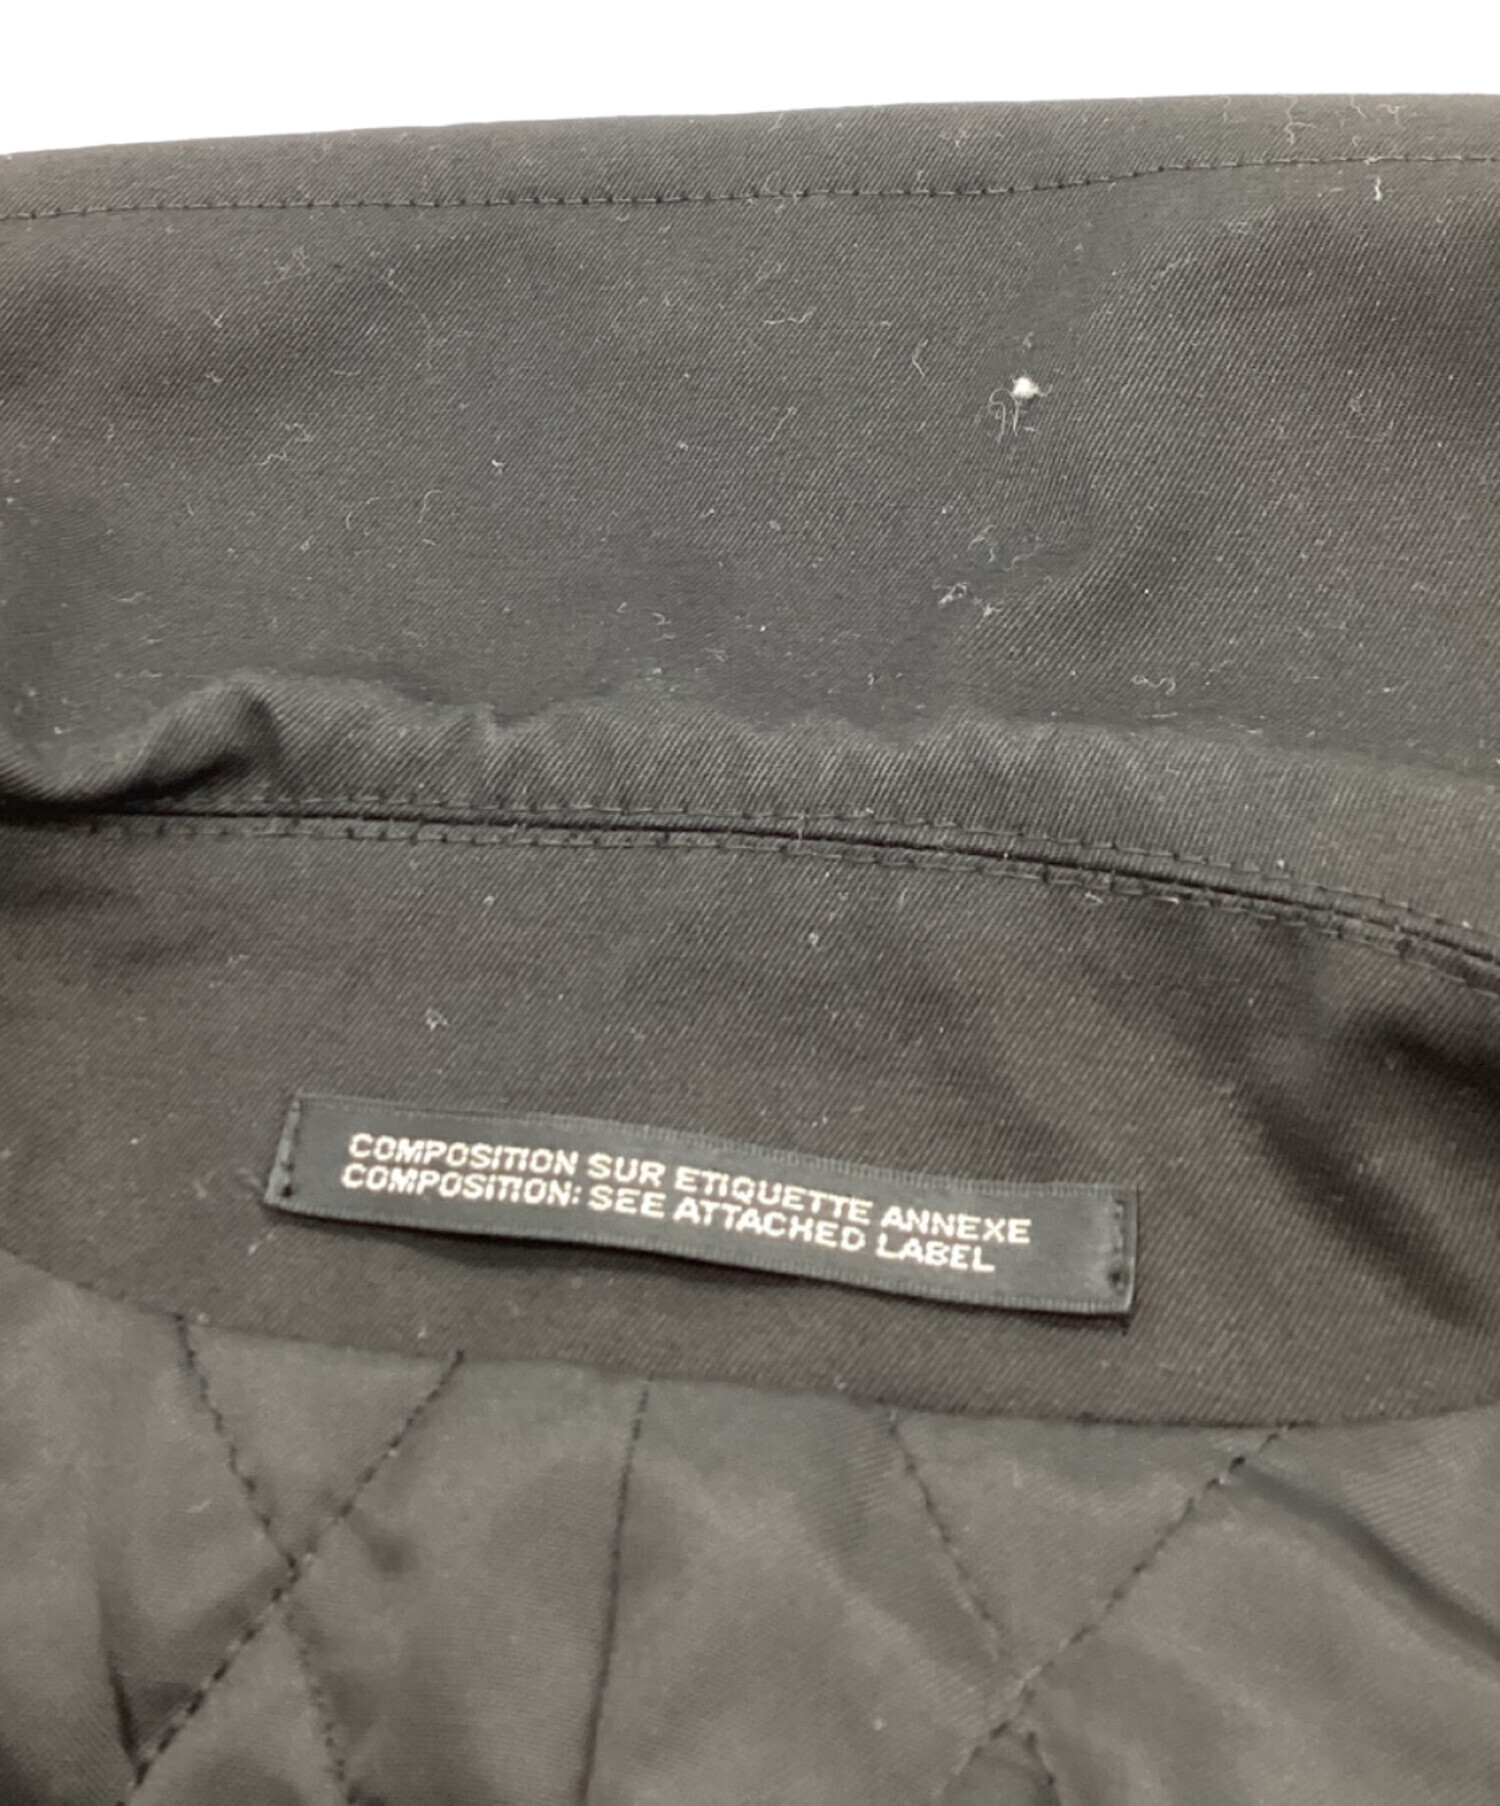 COMPOSITION SUR ETIQUETTE ANNEXE
COMPOSITION: SEE ATTACHED LABEL